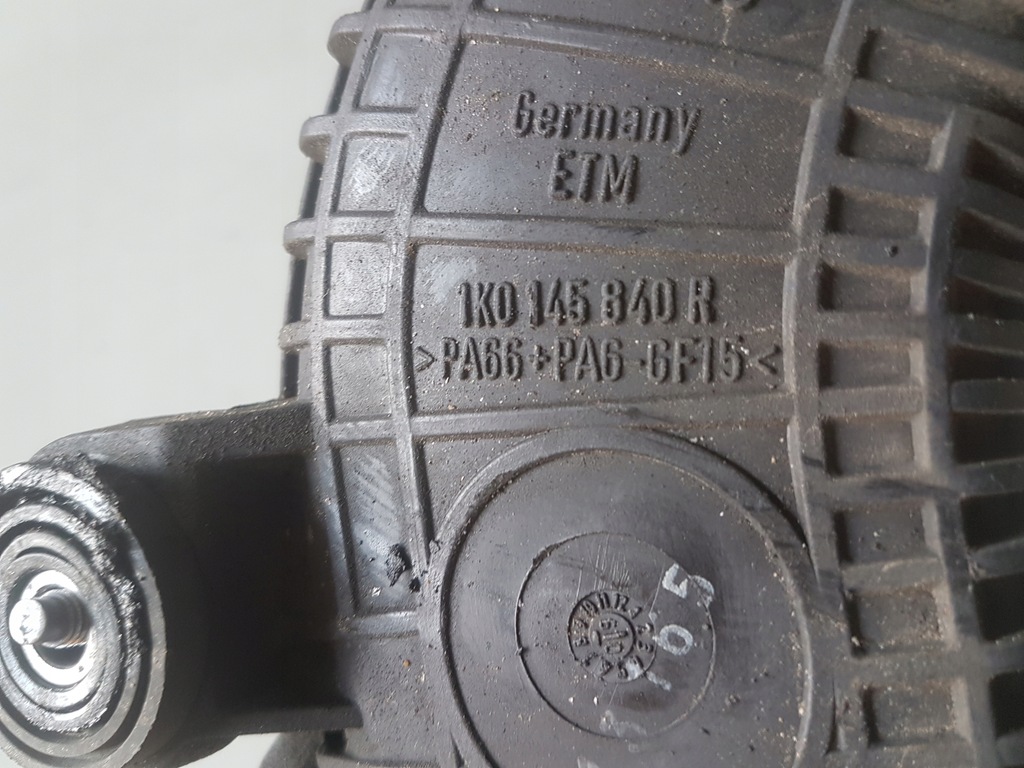 Germany
ETM
1K0 145 840 R
>PA66+PA6-GF15<